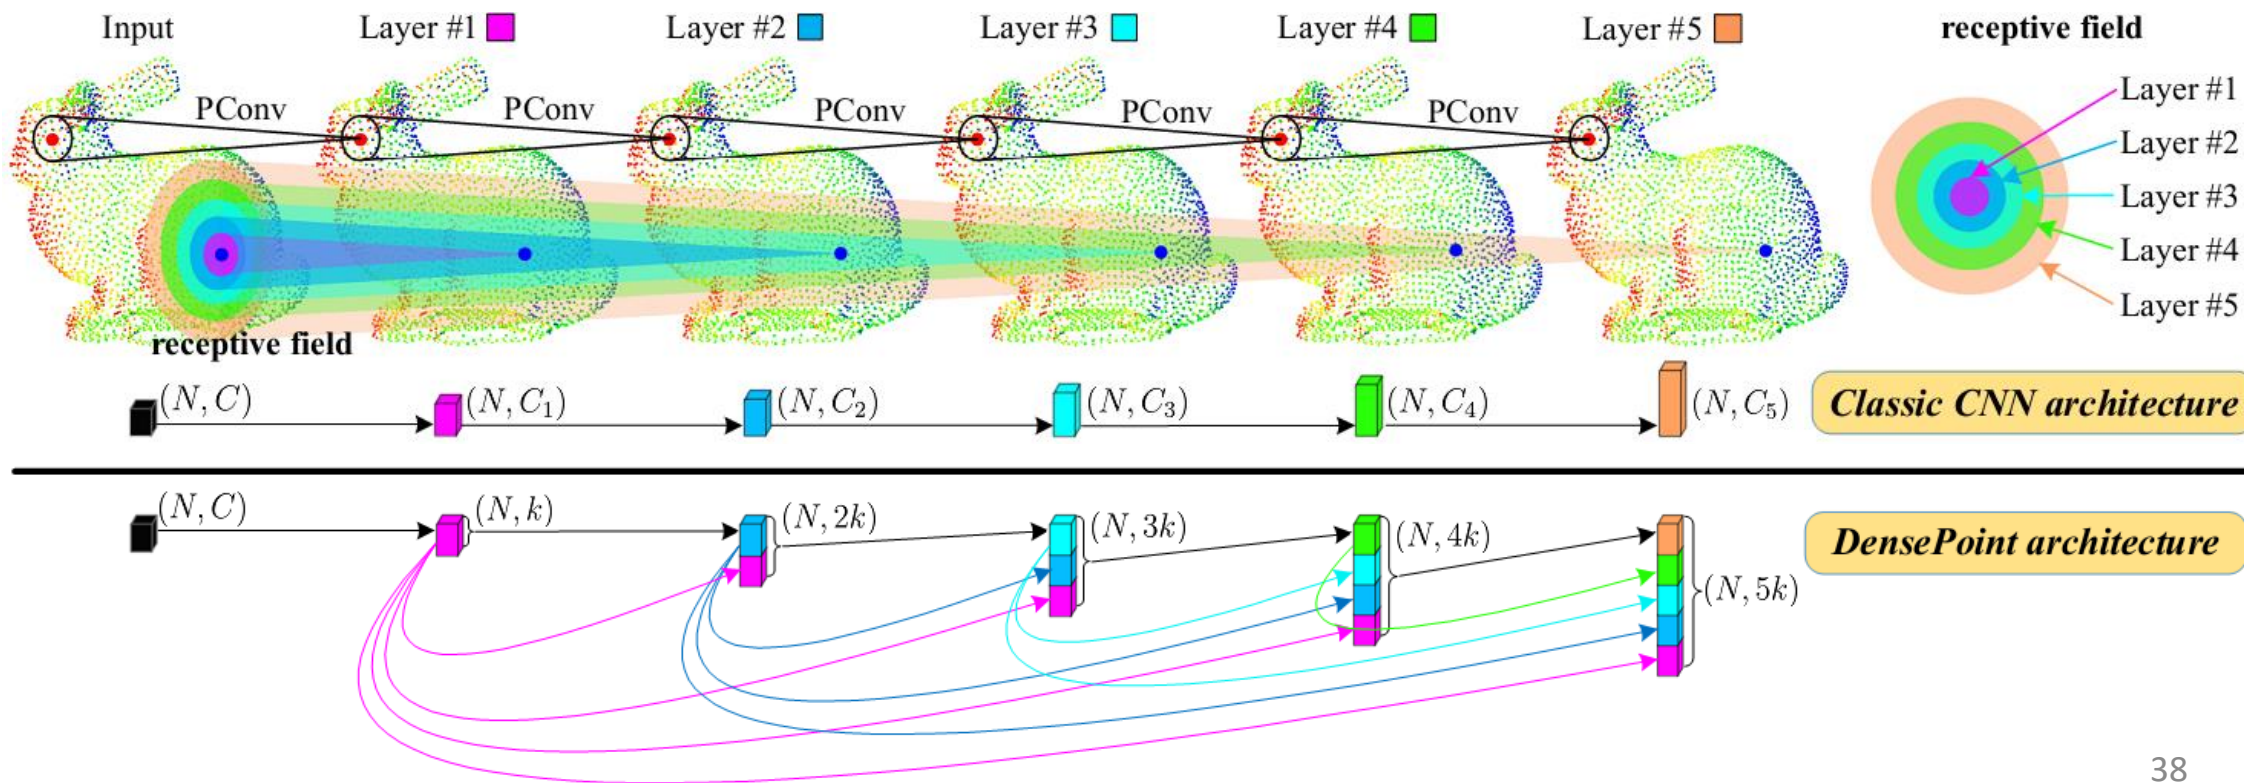 Input
Layer #1
Layer #2
Layer #3
Layer #4
Layer #5
receptive field
PConv
PConv
PConv
PConv
PConv
Layer #1
Layer #2
Layer #3
Layer #4
Layer #5
receptive field
(N, C)
(N, C₁)
(N, C₂)
(N, C₃)
(N, C₄)
(N, C₅)
Classic CNN architecture
(N, C)
(N, k)
(N, 2k)
(N, 3k)
(N, 4k)
(N, 5k)
DensePoint architecture
38